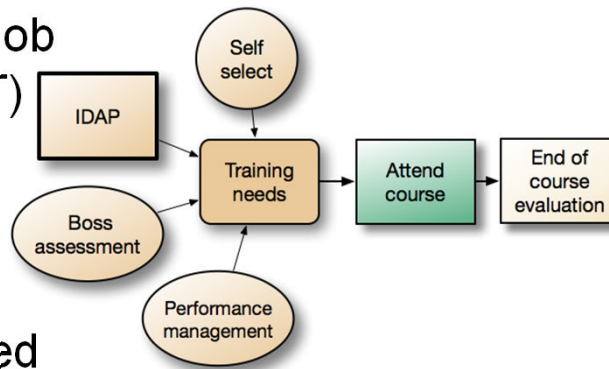 ob
r)
Self
select
IDAP
Training
needs
Attend
course
End of
course
evaluation
Boss
assessment
Performance
management
ed